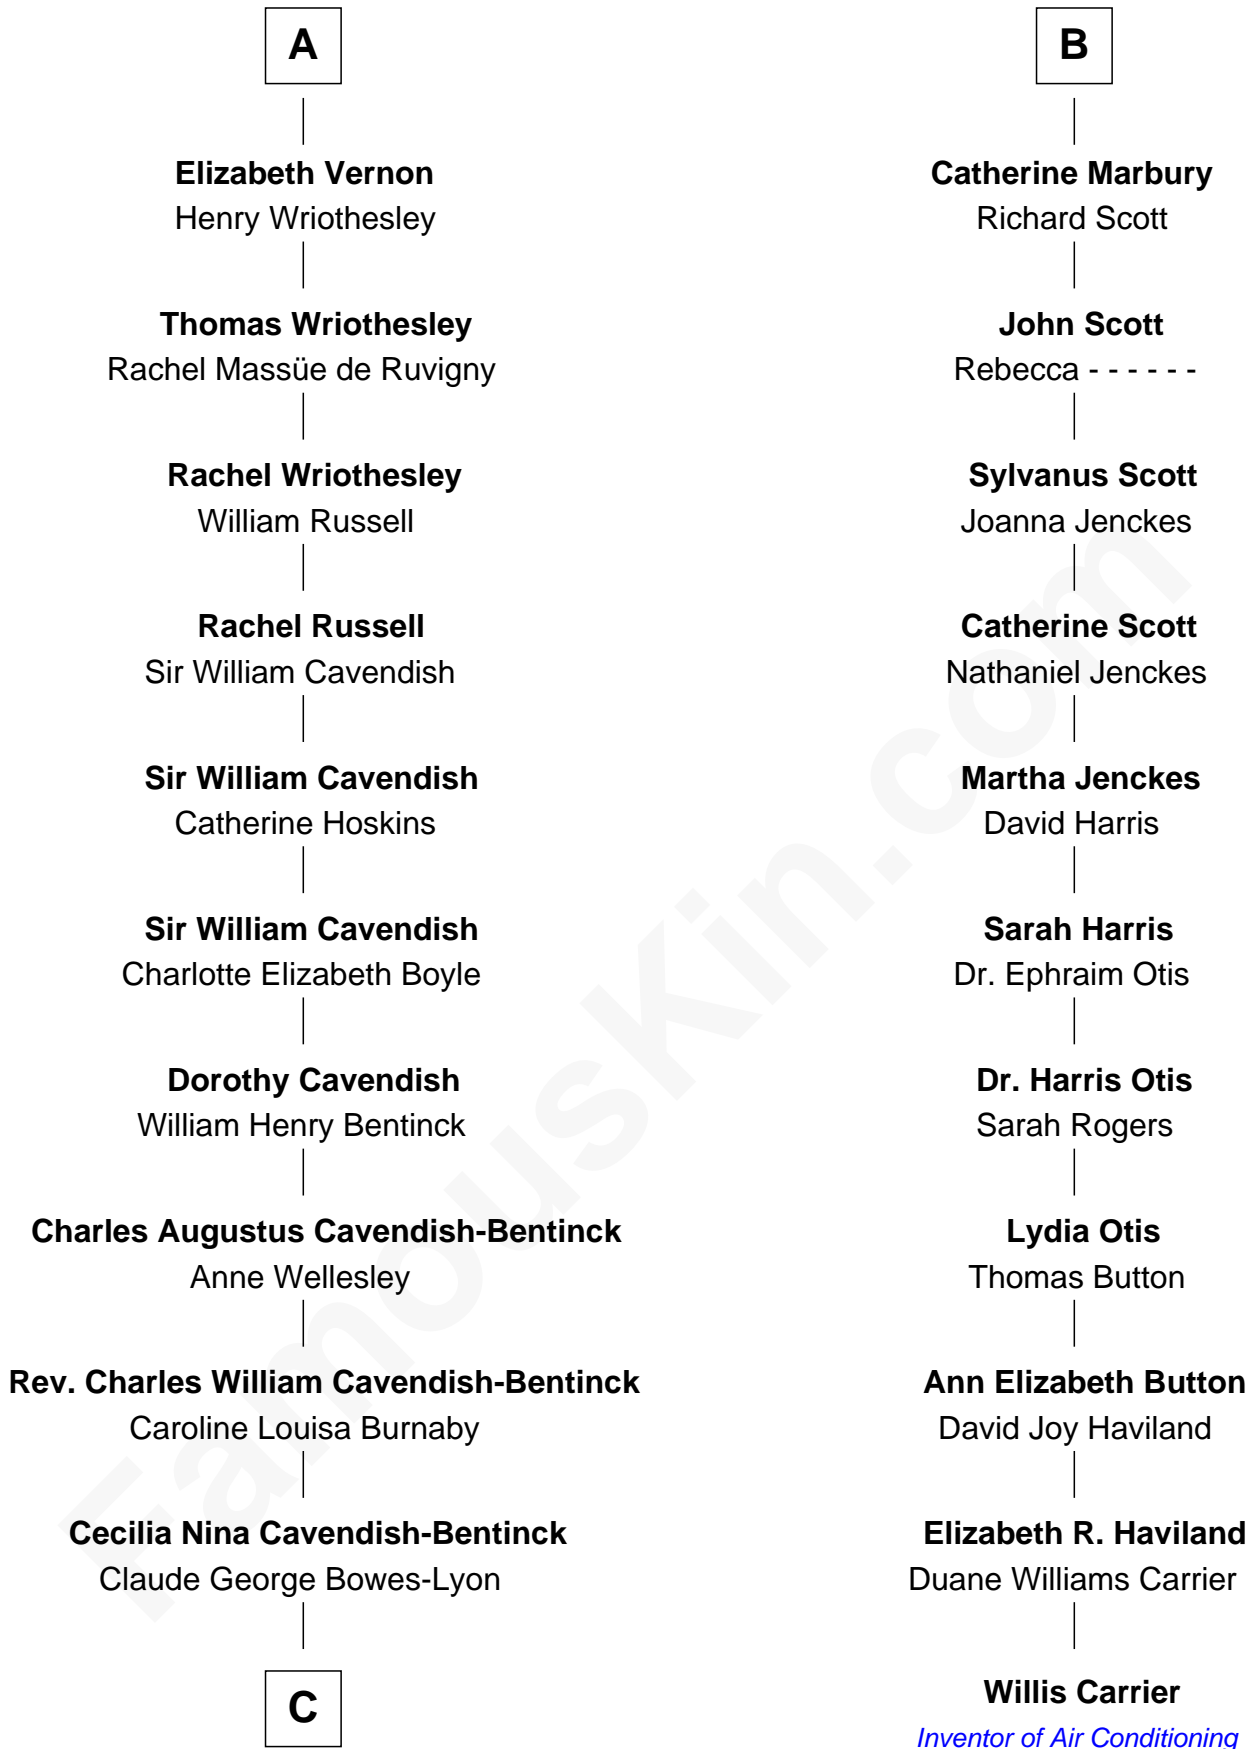 A
Elizabeth Vernon
Henry Wriothesley
Thomas Wriothesley
Rachel Massüe de Ruvigny
Rachel Wriothesley
William Russell
Rachel Russell
Sir William Cavendish
Sir William Cavendish
Catherine Hoskins
Sir William Cavendish
Charlotte Elizabeth Boyle
Dorothy Cavendish
William Henry Bentinck
Charles Augustus Cavendish-Bentinck
Anne Wellesley
Rev. Charles William Cavendish-Bentinck
Caroline Louisa Burnaby
Cecilia Nina Cavendish-Bentinck
Claude George Bowes-Lyon
C
B
Catherine Marbury
Richard Scott
John Scott
Rebecca - - - - - -
Sylvanus Scott
Joanna Jenckes
Catherine Scott
Nathaniel Jenckes
Martha Jenckes
David Harris
Sarah Harris
Dr. Ephraim Otis
Dr. Harris Otis
Sarah Rogers
Lydia Otis
Thomas Button
Ann Elizabeth Button
David Joy Haviland
Elizabeth R. Haviland
Duane Williams Carrier
Willis Carrier
Inventor of Air Conditioning
FamousKin.com